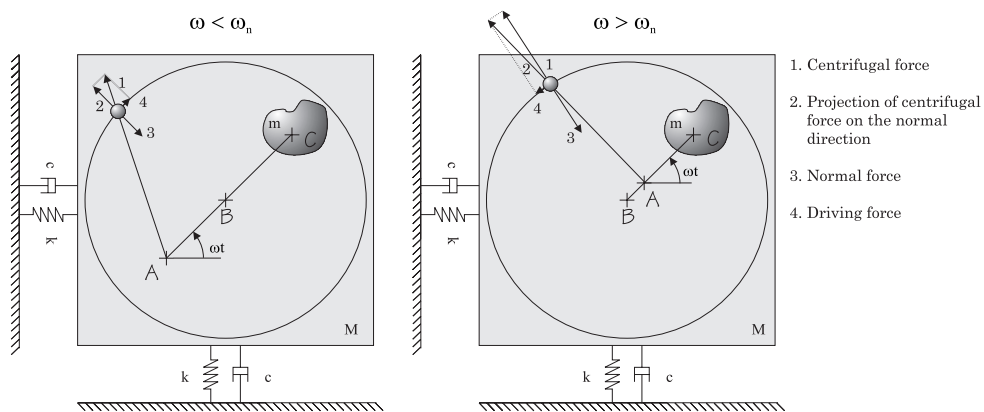 ω < ωn
1
2
4
3
m
C
B
ωt
A
M
c
k
k
c
ω > ωn
1
2
4
3
m
C
ωt
A
B
M
c
k
k
c
1. Centrifugal force
2. Projection of centrifugal
force on the normal
direction
3. Normal force
4. Driving force